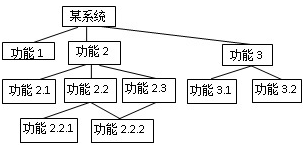 某系统
功能 1
功能 2
功能 3
功能 2.1
功能 2.2
功能 2.3
功能 3.1
功能 3.2
功能 2.2.1
功能 2.2.2